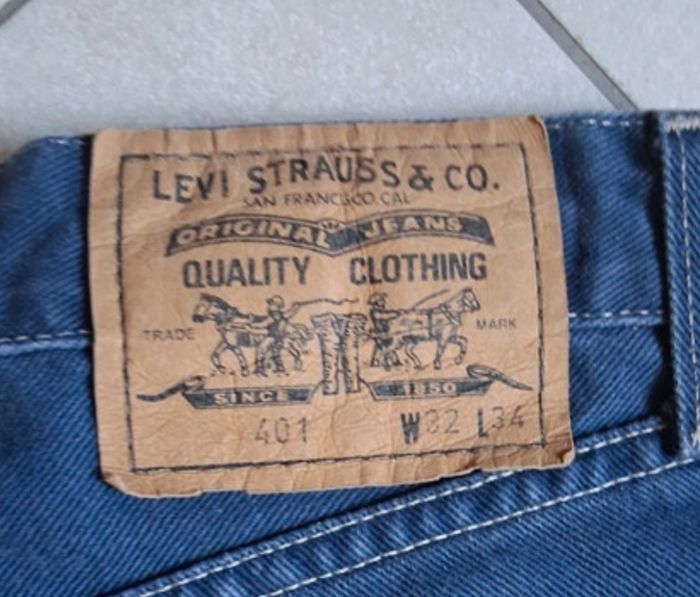 LEVI STRAUSS & CO.
SAN FRANCISCO CAL
ORIGINAL JEANS
QUALITY CLOTHING
TRADE MARK
SINCE 1850
401 W32 L34